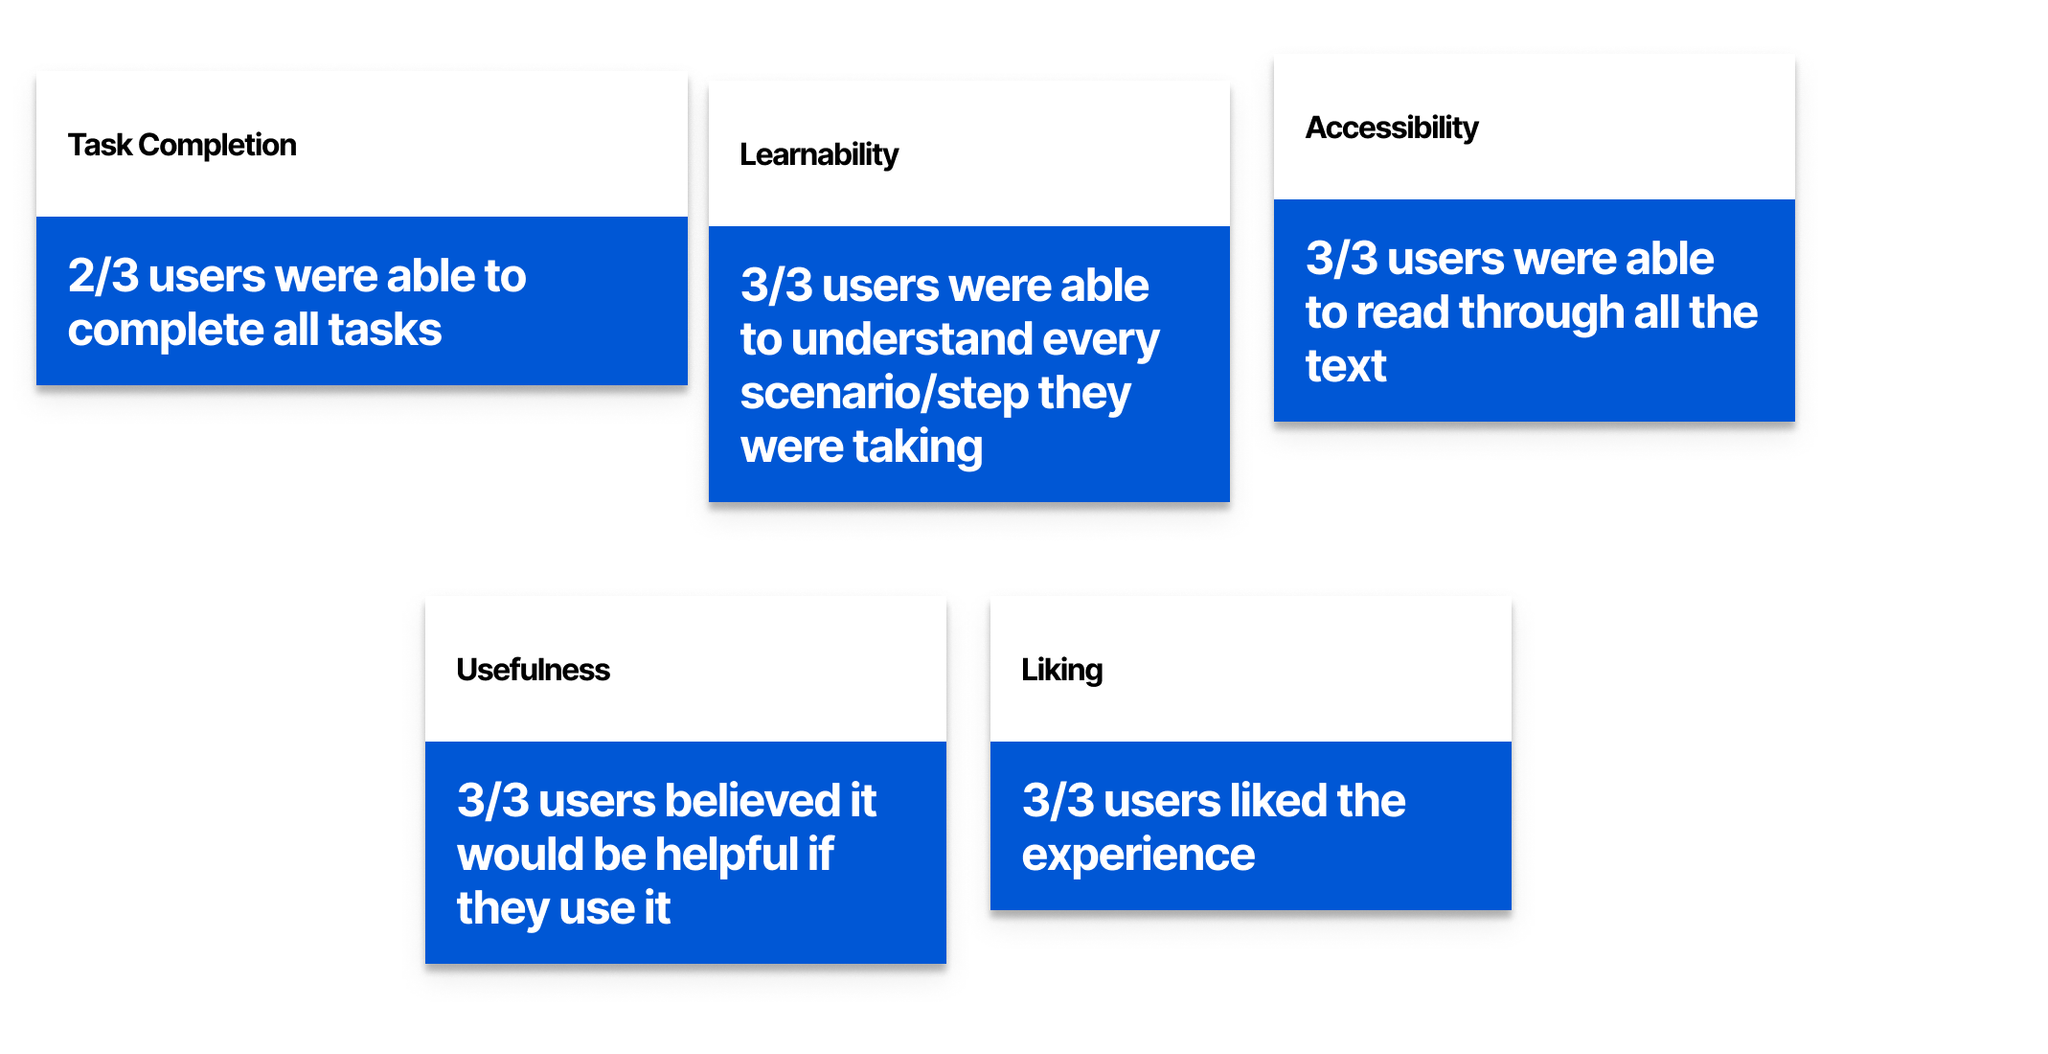 Task Completion
2/3 users were able to
complete all tasks
Learnability
3/3 users were able
to understand every
scenario/step they
were taking
Accessibility
3/3 users were able
to read through all the
text
Usefulness
3/3 users believed it
would be helpful if
they use it
Liking
3/3 users liked the
experience